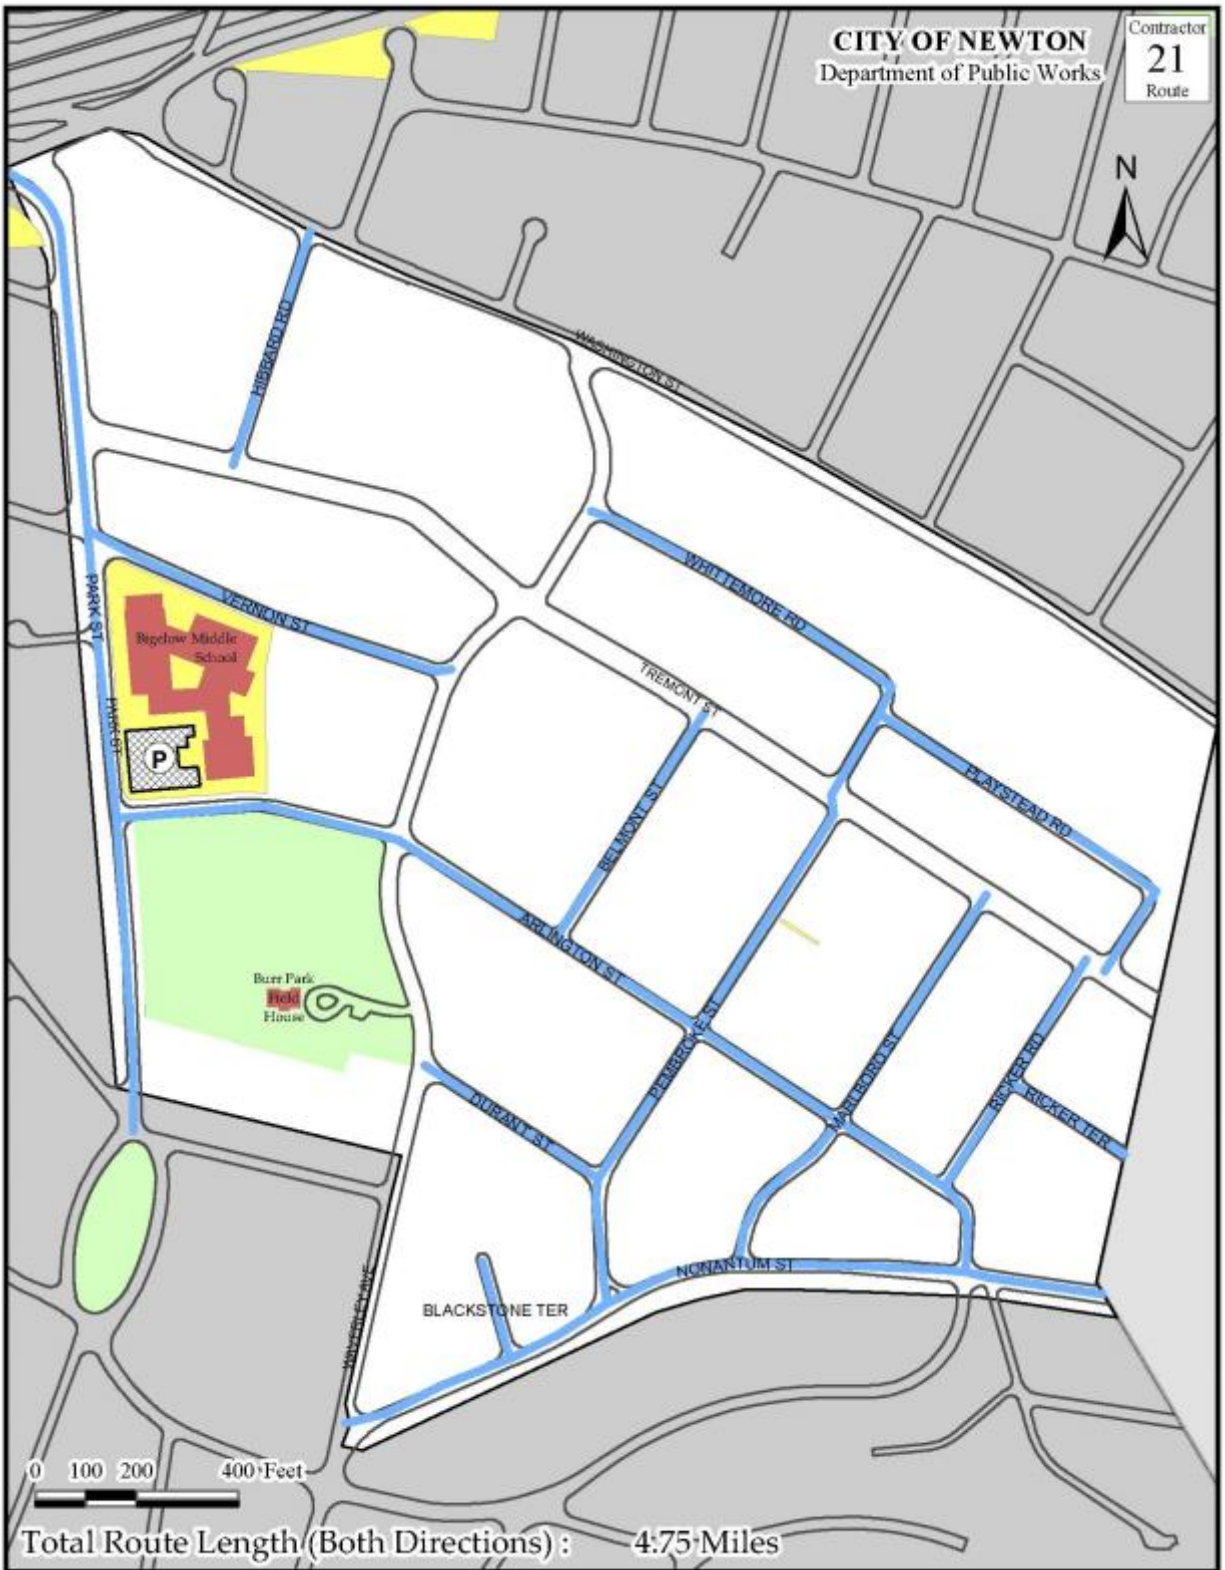 CITY OF NEWTON
Department of Public Works
Contractor
21
Route
N
WASHINGTON ST
HIBBARD RD
WHITTEMORE RD
PARK ST
VERNON ST
Bigelow Middle
School
TREMONT ST
PARK ST
P
PLAYSTEAD RD
BELMONT ST
ARLINGTON ST
Burr Park
Field
House
PEMBROKE ST
MARLBORO ST
RICKER RD
DURANT ST
RICKER TER
NONANTUM ST
BLACKSTONE TER
WAVERLEY AVE
0 100 200 400 Feet
Total Route Length (Both Directions) : 4.75 Miles